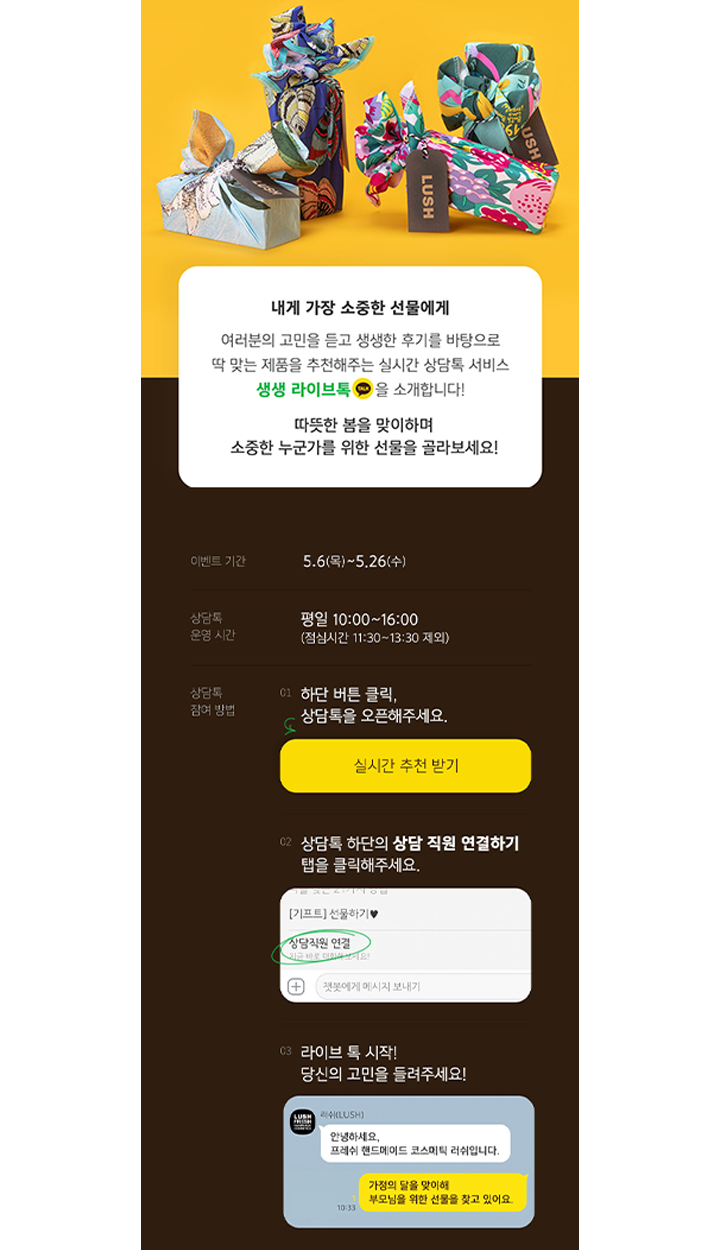 LUSH
LUSH
내게 가장 소중한 선물에게
여러분의 고민을 듣고 생생한 후기를 바탕으로
딱 맞는 제품을 추천해주는 실시간 상담톡 서비스
생생 라이브톡 TALK 을 소개합니다!
따뜻한 봄을 맞이하며
소중한 누군가를 위한 선물을 골라보세요!
이벤트 기간
5.6(목)~5.26(수)
상담톡
운영 시간
평일 10:00~16:00
(점심시간 11:30~13:30 제외)
상담톡
참여 방법
01 하단 버튼 클릭,
상담톡을 오픈해주세요.
실시간 추천 받기
02 상담톡 하단의 상담 직원 연결하기
탭을 클릭해주세요.
[기프트] 선물하기♥
상담직원 연결
지금 바로
챗봇에게 메시지 보내기
03 라이브 톡 시작!
당신의 고민을 들려주세요!
LUSH
FRESH
러쉬(LUSH)
안녕하세요,
프레쉬 핸드메이드 코스메틱 러쉬입니다.
가정의 달을 맞이해
부모님을 위한 선물을 찾고 있어요.
10:33